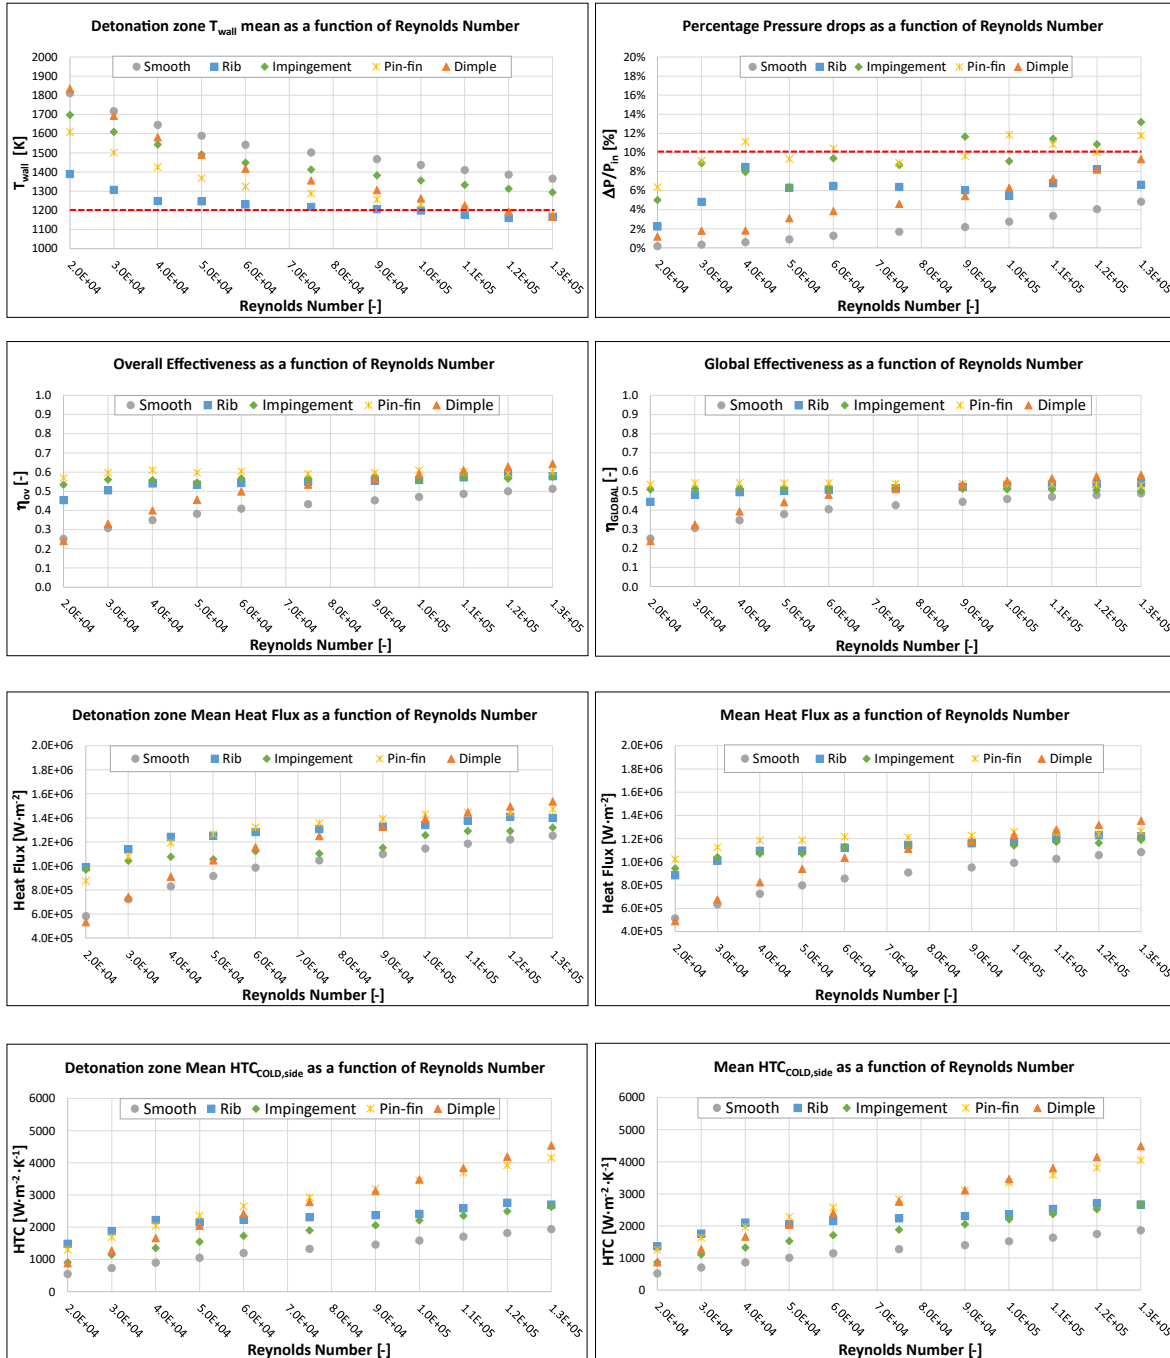 Detonation zone Twall mean as a function of Reynolds Number
Smooth Rib Impingement Pin-fin Dimple
2000
1900
1800
1700
1600
1500
1400
1300
1200
1100
1000
Twall [K]
2.0E+04 3.0E+04 4.0E+04 5.0E+04 6.0E+04 7.0E+04 8.0E+04 9.0E+04 1.0E+05 1.1E+05 1.2E+05 1.3E+05
Reynolds Number [-]
Percentage Pressure drops as a function of Reynolds Number
Smooth Rib Impingement Pin-fin Dimple
20%
18%
16%
14%
12%
10%
8%
6%
4%
2%
0%
ΔP/Pin [%]
2.0E+04 3.0E+04 4.0E+04 5.0E+04 6.0E+04 7.0E+04 8.0E+04 9.0E+04 1.0E+05 1.1E+05 1.2E+05 1.3E+05
Reynolds Number [-]
Overall Effectiveness as a function of Reynolds Number
Smooth Rib Impingement Pin-fin Dimple
1.0
0.9
0.8
0.7
0.6
0.5
0.4
0.3
0.2
0.1
0.0
ηov [-]
2.0E+04 3.0E+04 4.0E+04 5.0E+04 6.0E+04 7.0E+04 8.0E+04 9.0E+04 1.0E+05 1.1E+05 1.2E+05 1.3E+05
Reynolds Number [-]
Global Effectiveness as a function of Reynolds Number
Smooth Rib Impingement Pin-fin Dimple
1.0
0.9
0.8
0.7
0.6
0.5
0.4
0.3
0.2
0.1
0.0
ηGLOBAL [-]
2.0E+04 3.0E+04 4.0E+04 5.0E+04 6.0E+04 7.0E+04 8.0E+04 9.0E+04 1.0E+05 1.1E+05 1.2E+05 1.3E+05
Reynolds Number [-]
Detonation zone Mean Heat Flux as a function of Reynolds Number
Smooth Rib Impingement Pin-fin Dimple
2.0E+06
1.8E+06
1.6E+06
1.4E+06
1.2E+06
1.0E+06
8.0E+05
6.0E+05
4.0E+05
Heat Flux [W·m-2]
2.0E+04 3.0E+04 4.0E+04 5.0E+04 6.0E+04 7.0E+04 8.0E+04 9.0E+04 1.0E+05 1.1E+05 1.2E+05 1.3E+05
Reynolds Number [-]
Mean Heat Flux as a function of Reynolds Number
Smooth Rib Impingement Pin-fin Dimple
2.0E+06
1.8E+06
1.6E+06
1.4E+06
1.2E+06
1.0E+06
8.0E+05
6.0E+05
4.0E+05
Heat Flux [W·m-2]
2.0E+04 3.0E+04 4.0E+04 5.0E+04 6.0E+04 7.0E+04 8.0E+04 9.0E+04 1.0E+05 1.1E+05 1.2E+05 1.3E+05
Reynolds Number [-]
Detonation zone Mean HTCCOLD,side as a function of Reynolds Number
Smooth Rib Impingement Pin-fin Dimple
6000
5000
4000
3000
2000
1000
0
HTC [W·m-2·K-1]
2.0E+04 3.0E+04 4.0E+04 5.0E+04 6.0E+04 7.0E+04 8.0E+04 9.0E+04 1.0E+05 1.1E+05 1.2E+05 1.3E+05
Reynolds Number [-]
Mean HTCCOLD,side as a function of Reynolds Number
Smooth Rib Impingement Pin-fin Dimple
6000
5000
4000
3000
2000
1000
0
HTC [W·m-2·K-1]
2.0E+04 3.0E+04 4.0E+04 5.0E+04 6.0E+04 7.0E+04 8.0E+04 9.0E+04 1.0E+05 1.1E+05 1.2E+05 1.3E+05
Reynolds Number [-]